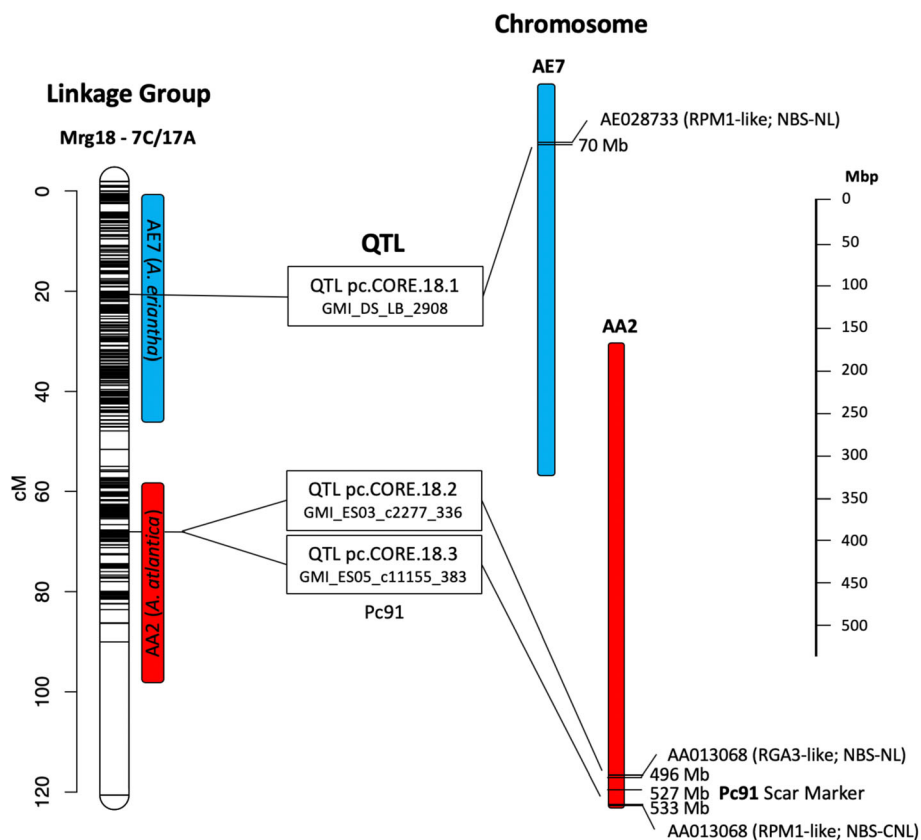 Chromosome
AE7
Linkage Group
Mrg18 - 7C/17A
AE028733 (RPM1-like; NBS-NL)
70 Mb
Mbp
0
50
100
150
200
250
300
350
400
450
500
cM
0
20
40
60
80
100
120
AE7 (A. eriantha)
AA2 (A. atlantica)
QTL
QTL pc.CORE.18.1
GMI_DS_LB_2908
AA2
QTL pc.CORE.18.2
GMI_ES03_c2277_336
QTL pc.CORE.18.3
GMI_ES05_c11155_383
Pc91
AA013068 (RGA3-like; NBS-NL)
496 Mb
527 Mb Pc91 Scar Marker
533 Mb
AA013068 (RPM1-like; NBS-CNL)